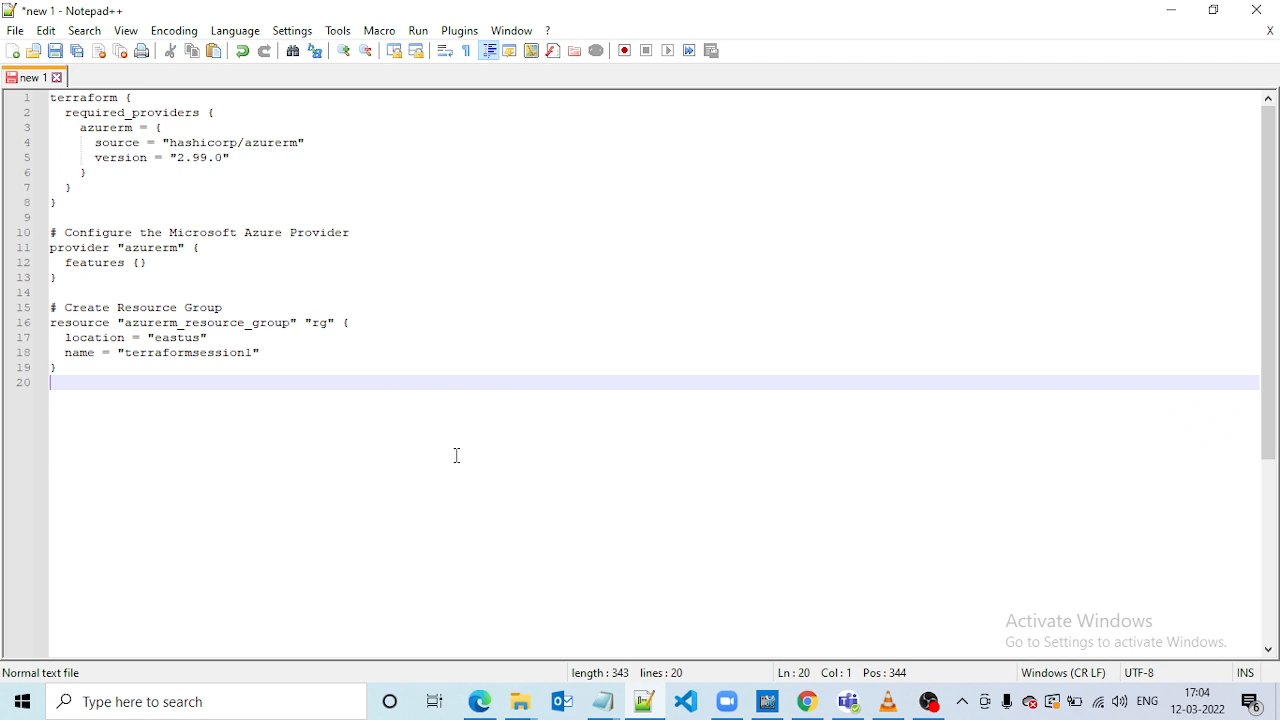 *new 1 - Notepad++
File Edit Search View Encoding Language Settings Tools Macro Run Plugins Window ? X
new 1
1 terraform {
2 required_providers {
3 azurerm = {
4 source = "hashicorp/azurerm"
5 version = "2.99.0"
6 }
7 }
8 }
9
10 # Configure the Microsoft Azure Provider
11 provider "azurerm" {
12 features {}
13 }
14
15 # Create Resource Group
16 resource "azurerm_resource_group" "rg" {
17 location = "eastus"
18 name = "terraformsession1"
19 }
20
Activate Windows
Go to Settings to activate Windows.
Normal text file length : 343 lines : 20 Ln : 20 Col : 1 Pos : 344 Windows (CR LF) UTF-8 INS
Type here to search ENG 17:04
12-03-2022 6